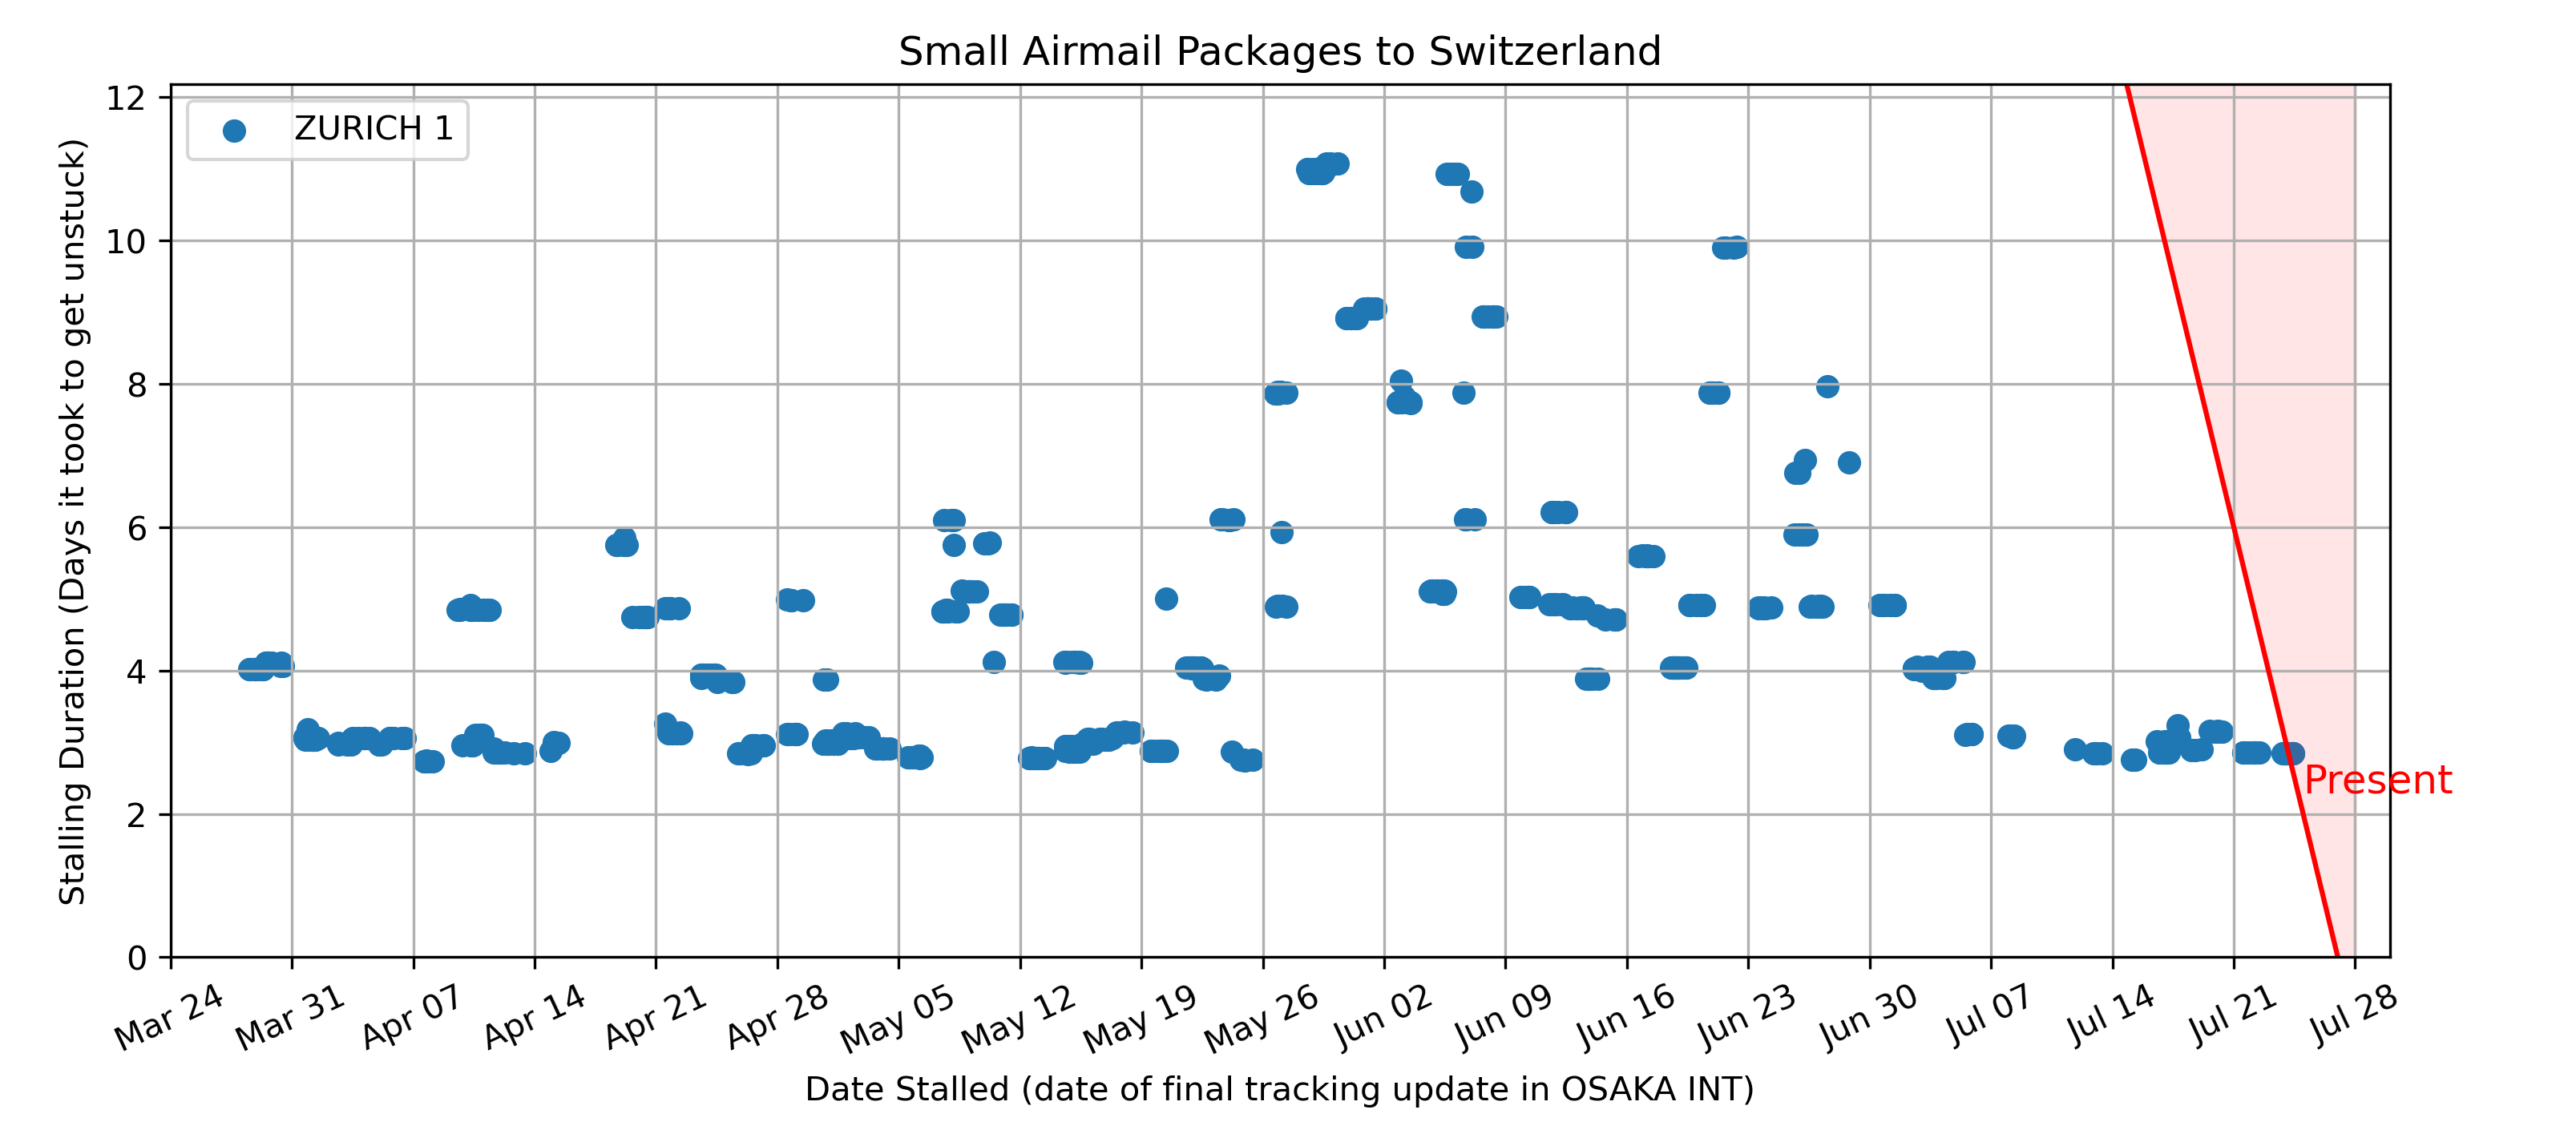 Small Airmail Packages to Switzerland
ZURICH 1
Stalling Duration (Days it took to get unstuck)
12
10
8
6
4
2
0
Present
Mar 24
Mar 31
Apr 07
Apr 14
Apr 21
Apr 28
May 05
May 12
May 19
May 26
Jun 02
Jun 09
Jun 16
Jun 23
Jun 30
Jul 07
Jul 14
Jul 21
Jul 28
Date Stalled (date of final tracking update in OSAKA INT)